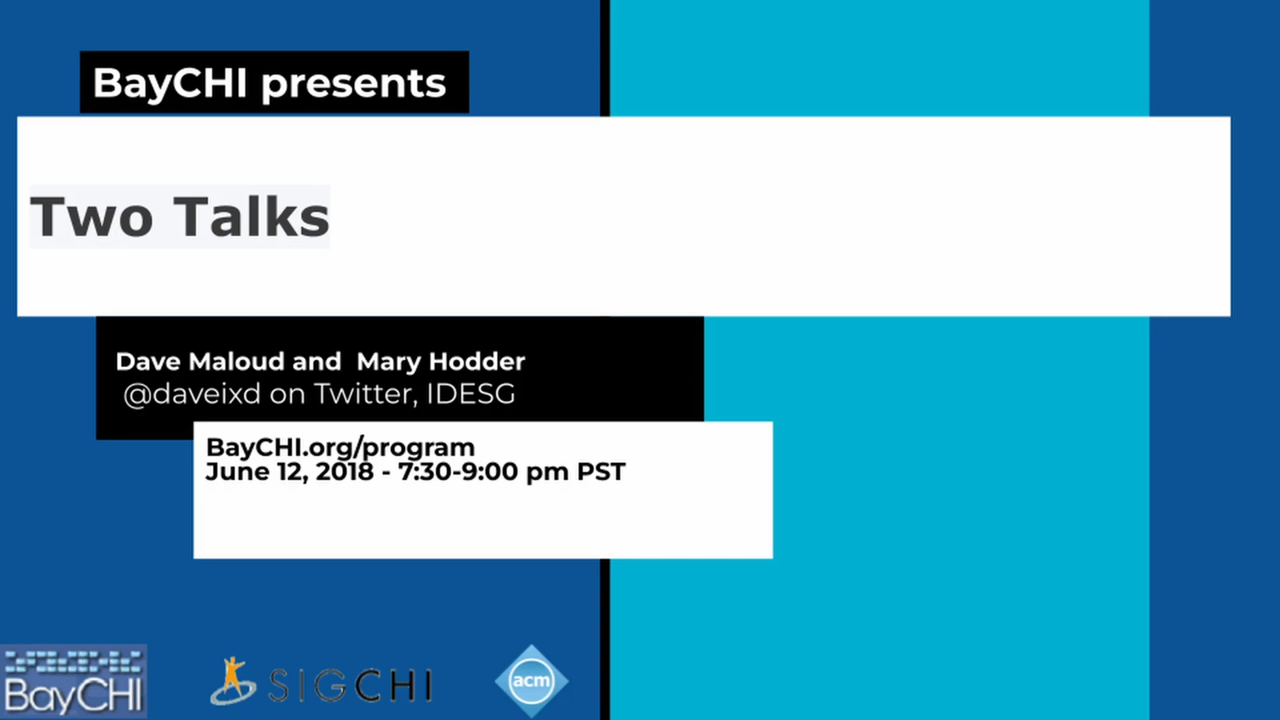 BayCHI presents
Two Talks
Dave Maloud and  Mary Hodder
@daveixd on Twitter, IDESG
BayCHI.org/program
June 12, 2018 - 7:30-9:00 pm PST
BayCHI
SIGCHI
acm